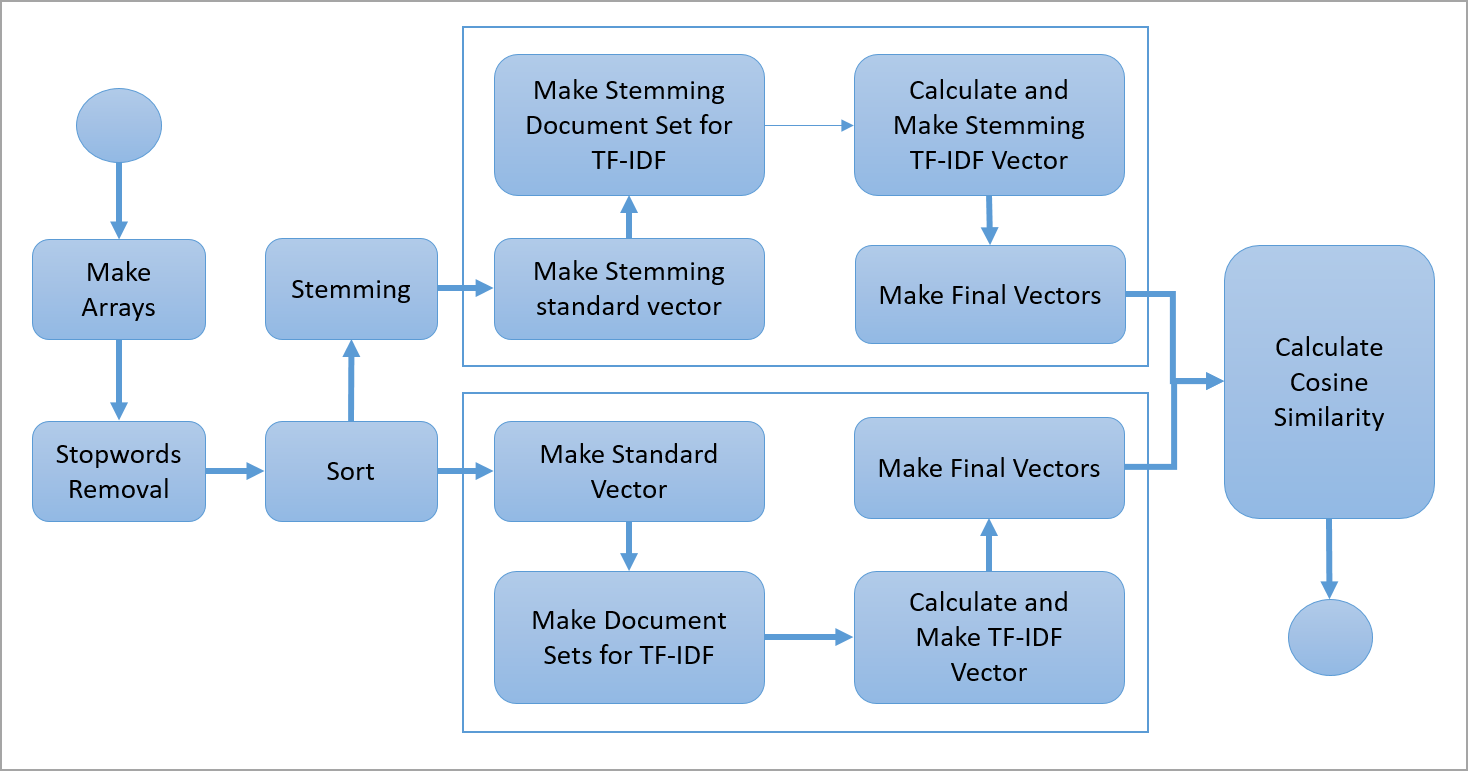 Make
Arrays
Stopwords
Removal
Sort
Stemming
Make Stemming
standard vector
Make Stemming
Document Set for
TF-IDF
Calculate and
Make Stemming
TF-IDF Vector
Make Final Vectors
Make Standard
Vector
Make Document
Sets for TF-IDF
Calculate and
Make TF-IDF
Vector
Make Final Vectors
Calculate
Cosine
Similarity